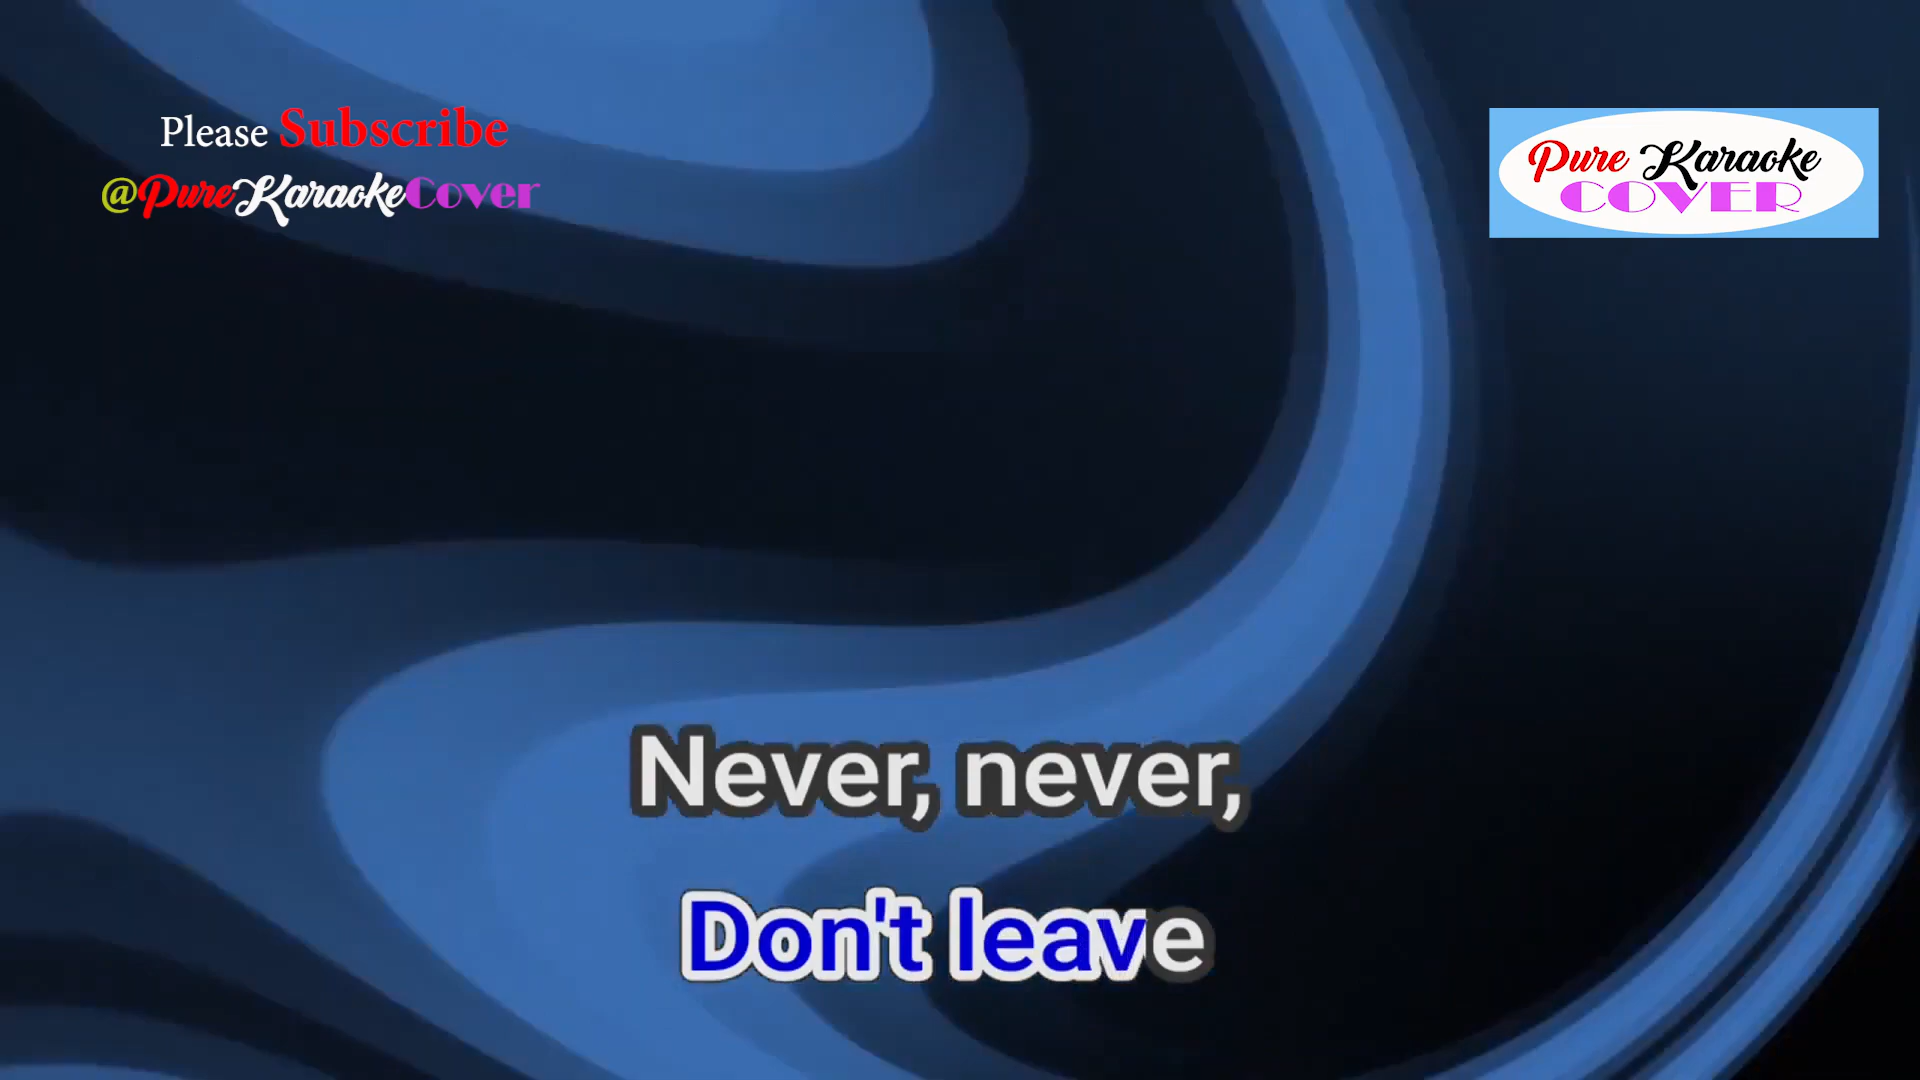 Please Subscribe
@PureKaraokeCover
Pure Karaoke
COVER
Never, never,
Don't leave